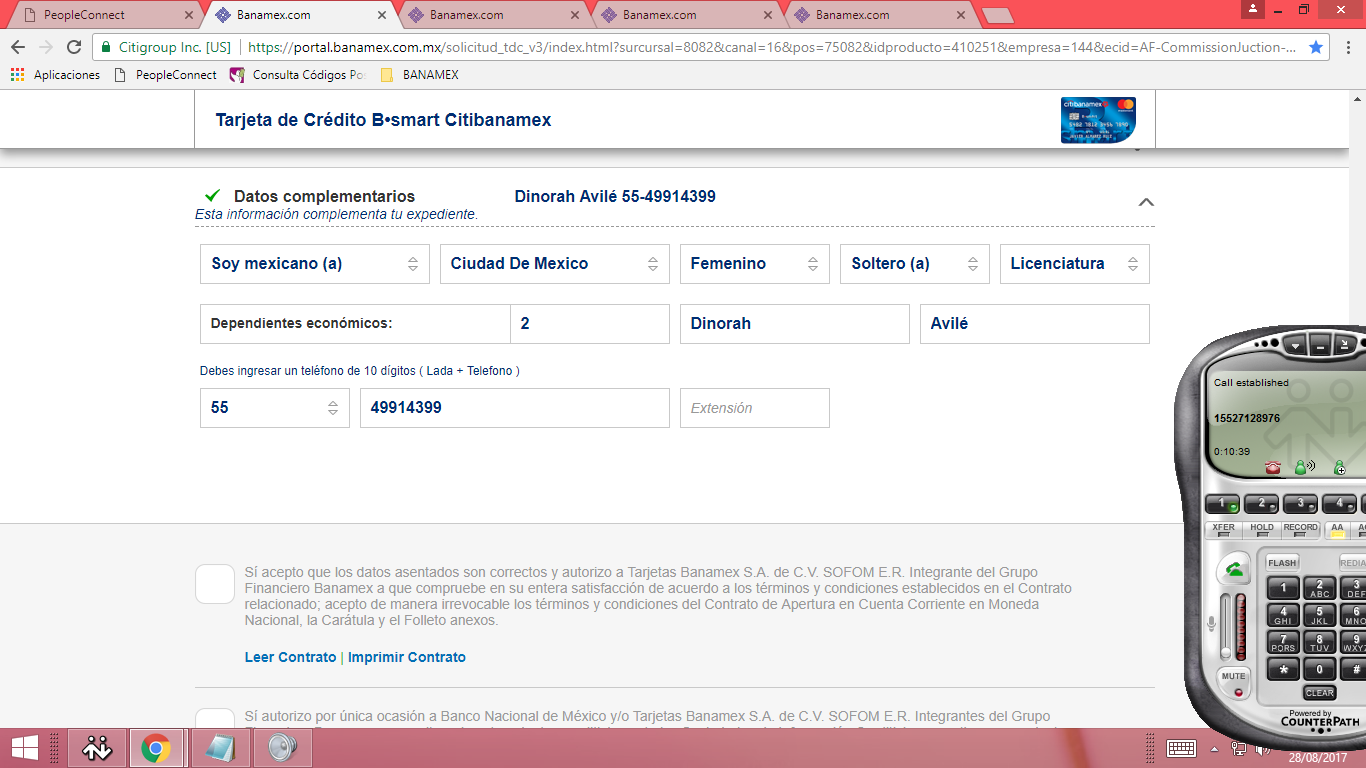 PeopleConnect
Banamex.com
Banamex.com
Banamex.com
Banamex.com
Citigroup Inc. [US] https://portal.banamex.com.mx/solicitud_tdc_v3/index.html?surcursal=8082&canal=16&pos=75082&idproducto=410251&empresa=144&ecid=AF-CommissionJuction-...
Aplicaciones PeopleConnect Consulta Códigos Po BANAMEX
Tarjeta de Crédito B•smart Citibanamex
citibanamex
Datos complementarios Dinorah Avilé 55-49914399
Esta información complementa tu expediente.
Soy mexicano (a) Ciudad De Mexico Femenino Soltero (a) Licenciatura
Dependientes económicos: 2 Dinorah Avilé
Debes ingresar un teléfono de 10 dígitos ( Lada + Telefono )
55 49914399 Extensión
Sí acepto que los datos asentados son correctos y autorizo a Tarjetas Banamex S.A. de C.V. SOFOM E.R. Integrante del Grupo
Financiero Banamex a que compruebe en su entera satisfacción de acuerdo a los términos y condiciones establecidos en el Contrato
relacionado; acepto de manera irrevocable los términos y condiciones del Contrato de Apertura en Cuenta Corriente en Moneda
Nacional, la Carátula y el Folleto anexos.
Leer Contrato | Imprimir Contrato
Sí autorizo por única ocasión a Banco Nacional de México y/o Tarjetas Banamex S.A. de C.V. SOFOM E.R. Integrantes del Grupo
Call established
15527128976
0:10:39
1 2 3 4
XFER HOLD RECORD AA
FLASH REDIA
1 2 ABC 3 DEF
4 GHI 5 JKL 6 MNO
7 PQRS 8 TUV 9 WXYZ
* 0 #
MUTE
CLEAR
Powered by
COUNTERPATH
28/08/2017